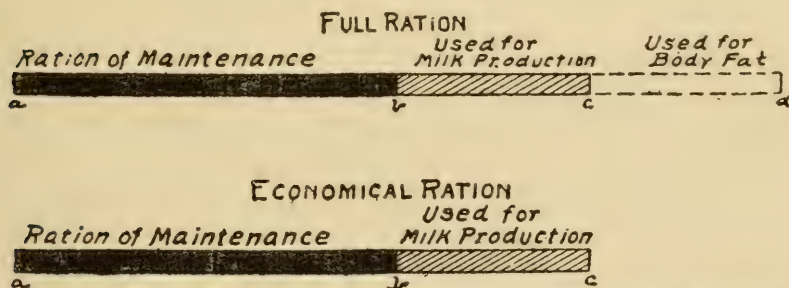 FULL RATION
Ration of Maintenance Used for Milk Production Used for Body Fat
a b c d
ECONOMICAL RATION
Ration of Maintenance Used for Milk Production
a b c